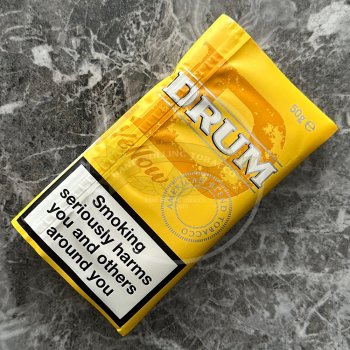 50g e
DRUM
Yellow
Smoking
seriously harms
you and others
around you